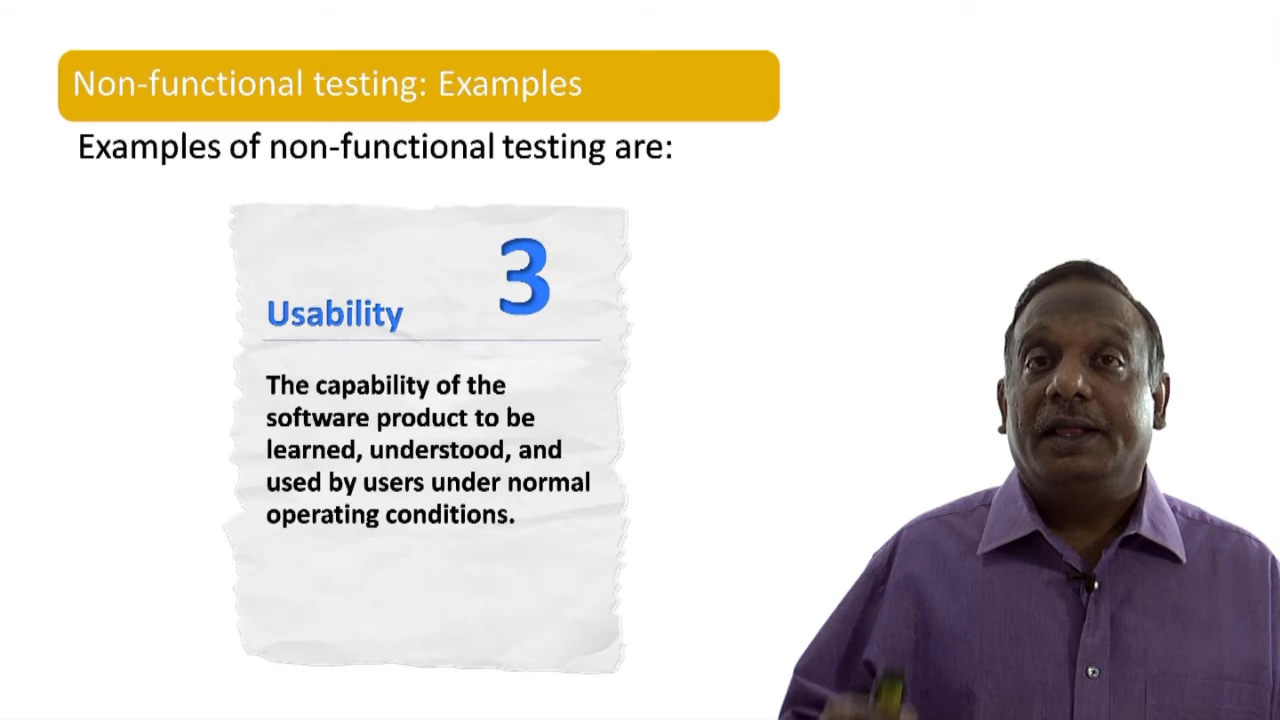 Non-functional testing: Examples
Examples of non-functional testing are:
3
Usability
The capability of the
software product to be
learned, understood, and
used by users under normal
operating conditions.